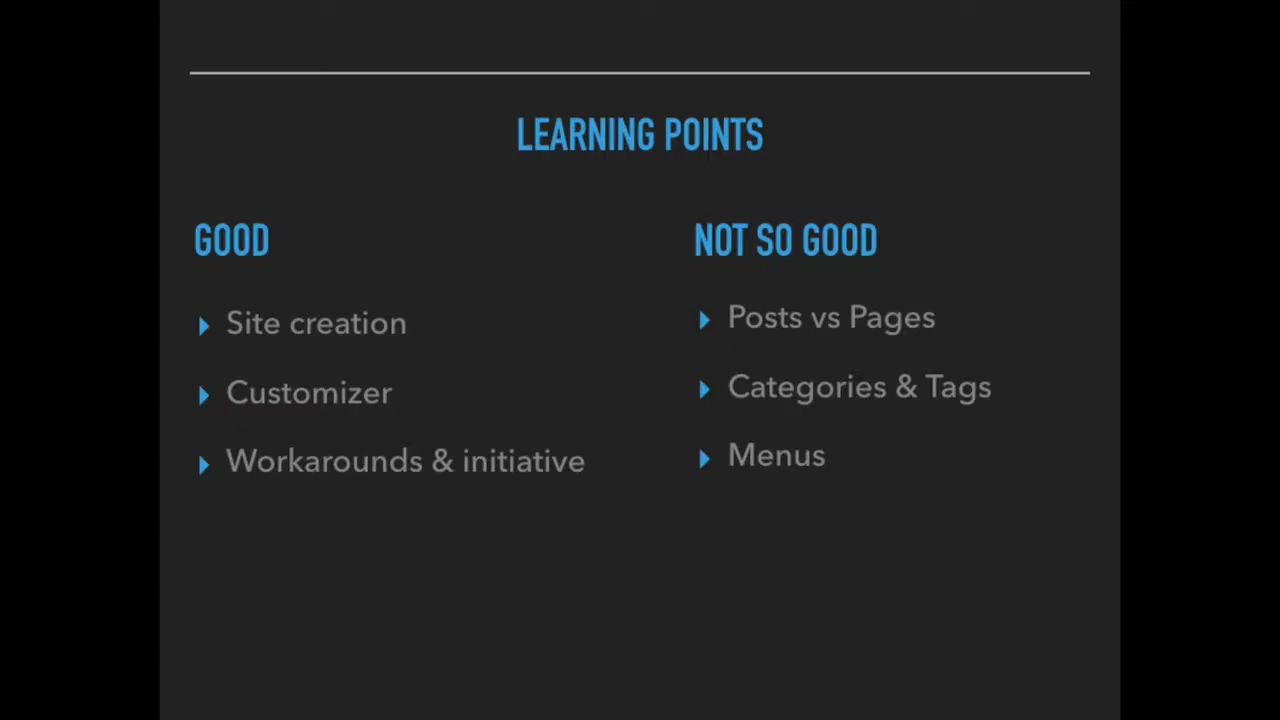 LEARNING POINTS
GOOD
Site creation
Customizer
Workarounds & initiative
NOT SO GOOD
Posts vs Pages
Categories & Tags
Menus